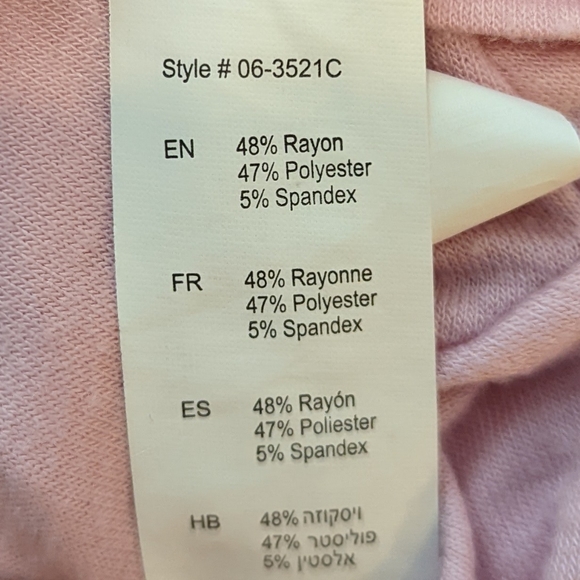 Style # 06-3521C
EN 48% Rayon
47% Polyester
5% Spandex
FR 48% Rayonne
47% Polyester
5% Spandex
ES 48% Rayón
47% Poliester
5% Spandex
HB 48% ויסקוזה
47% פוליסטר
5% אלסטין